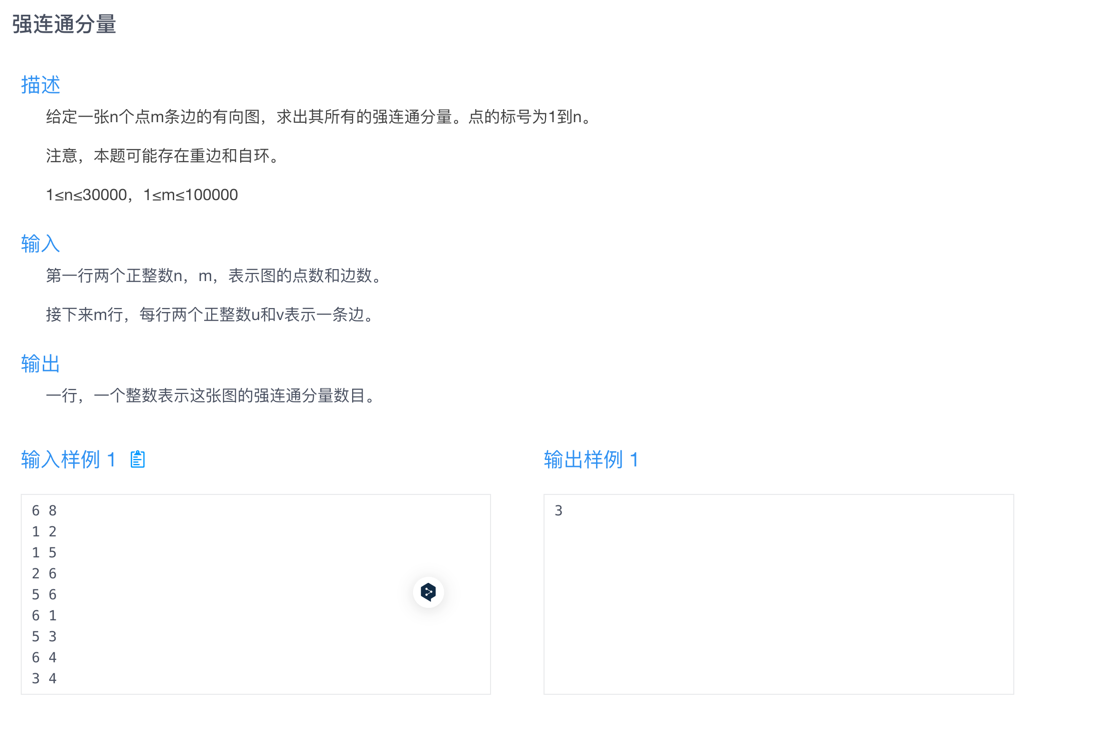 强连通分量
描述
给定一张n个点m条边的有向图，求出其所有的强连通分量。点的标号为1到n。
注意，本题可能存在重边和自环。
1≤n≤30000，1≤m≤100000
输入
第一行两个正整数n，m，表示图的点数和边数。
接下来m行，每行两个正整数u和v表示一条边。
输出
一行，一个整数表示这张图的强连通分量数目。
输入样例 1
6 8
1 2
1 5
2 6
5 6
6 1
5 3
6 4
3 4
输出样例 1
3